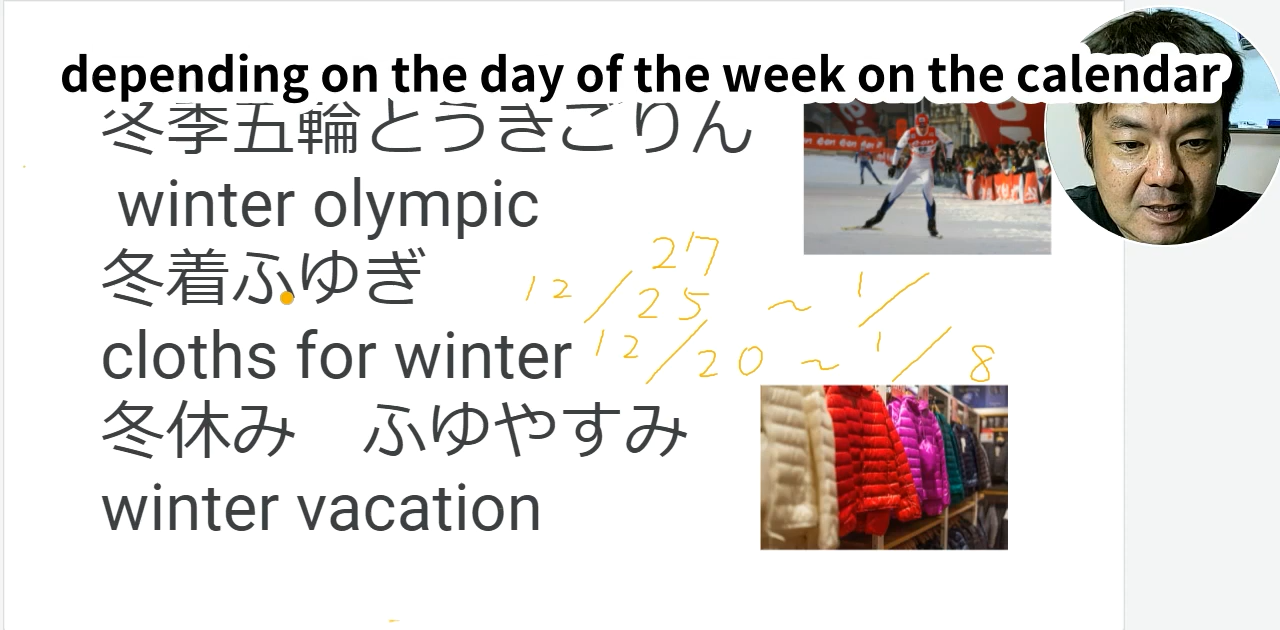 depending on the day of the week on the calendar
冬季五輪とうきごりん
winter olympic
冬着ふゆぎ
27
12/25 ~ 1/
cloths for winter
12/20 ~ 1/8
冬休み　ふゆやすみ
winter vacation